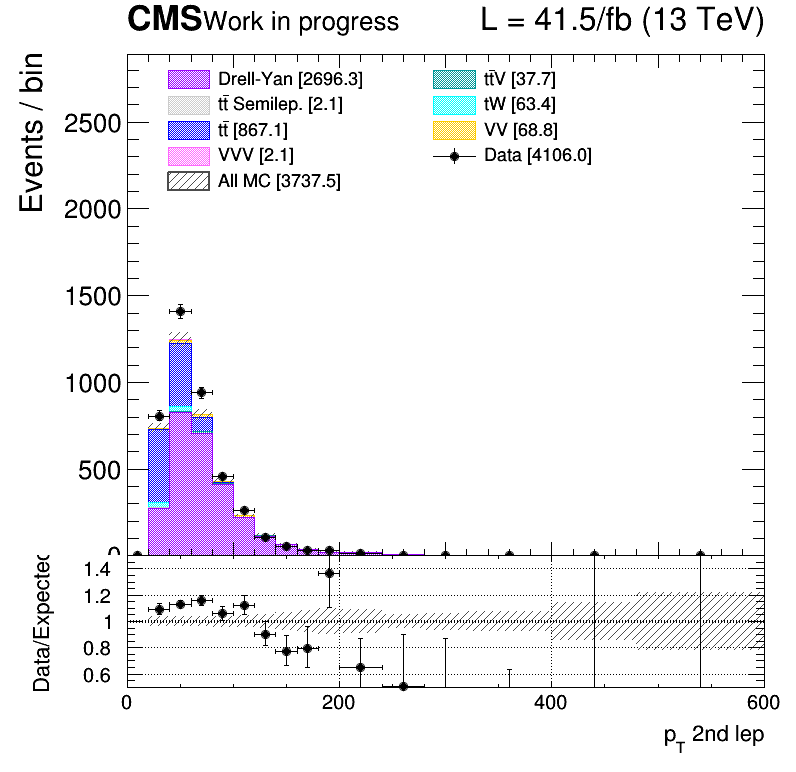 CMS Work in progress L = 41.5/fb (13 TeV)
Events / bin
Drell-Yan [2696.3]
tt̄ Semilep. [2.1]
tt̄ [867.1]
VVV [2.1]
All MC [3737.5]
tt̄V [37.7]
tW [63.4]
VV [68.8]
Data [4106.0]
2500
2000
1500
1000
500
0
Data/Expected
1.4
1.2
1
0.8
0.6
0 200 400 600
p_T 2nd lep